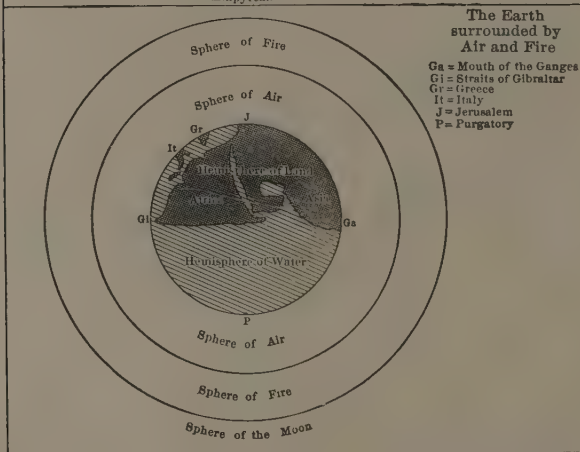 The Earth
surrounded by
Air and Fire
Ga = Mouth of the Ganges
Gi = Straits of Gibraltar
Gr = Greece
It = Italy
J = Jerusalem
P = Purgatory
Sphere of Fire
Sphere of Air
J
Gr
It
Hemisphere of Land
Africa
Asia
Gi
Ga
Hemisphere of Water
P
Sphere of Air
Sphere of Fire
Sphere of the Moon